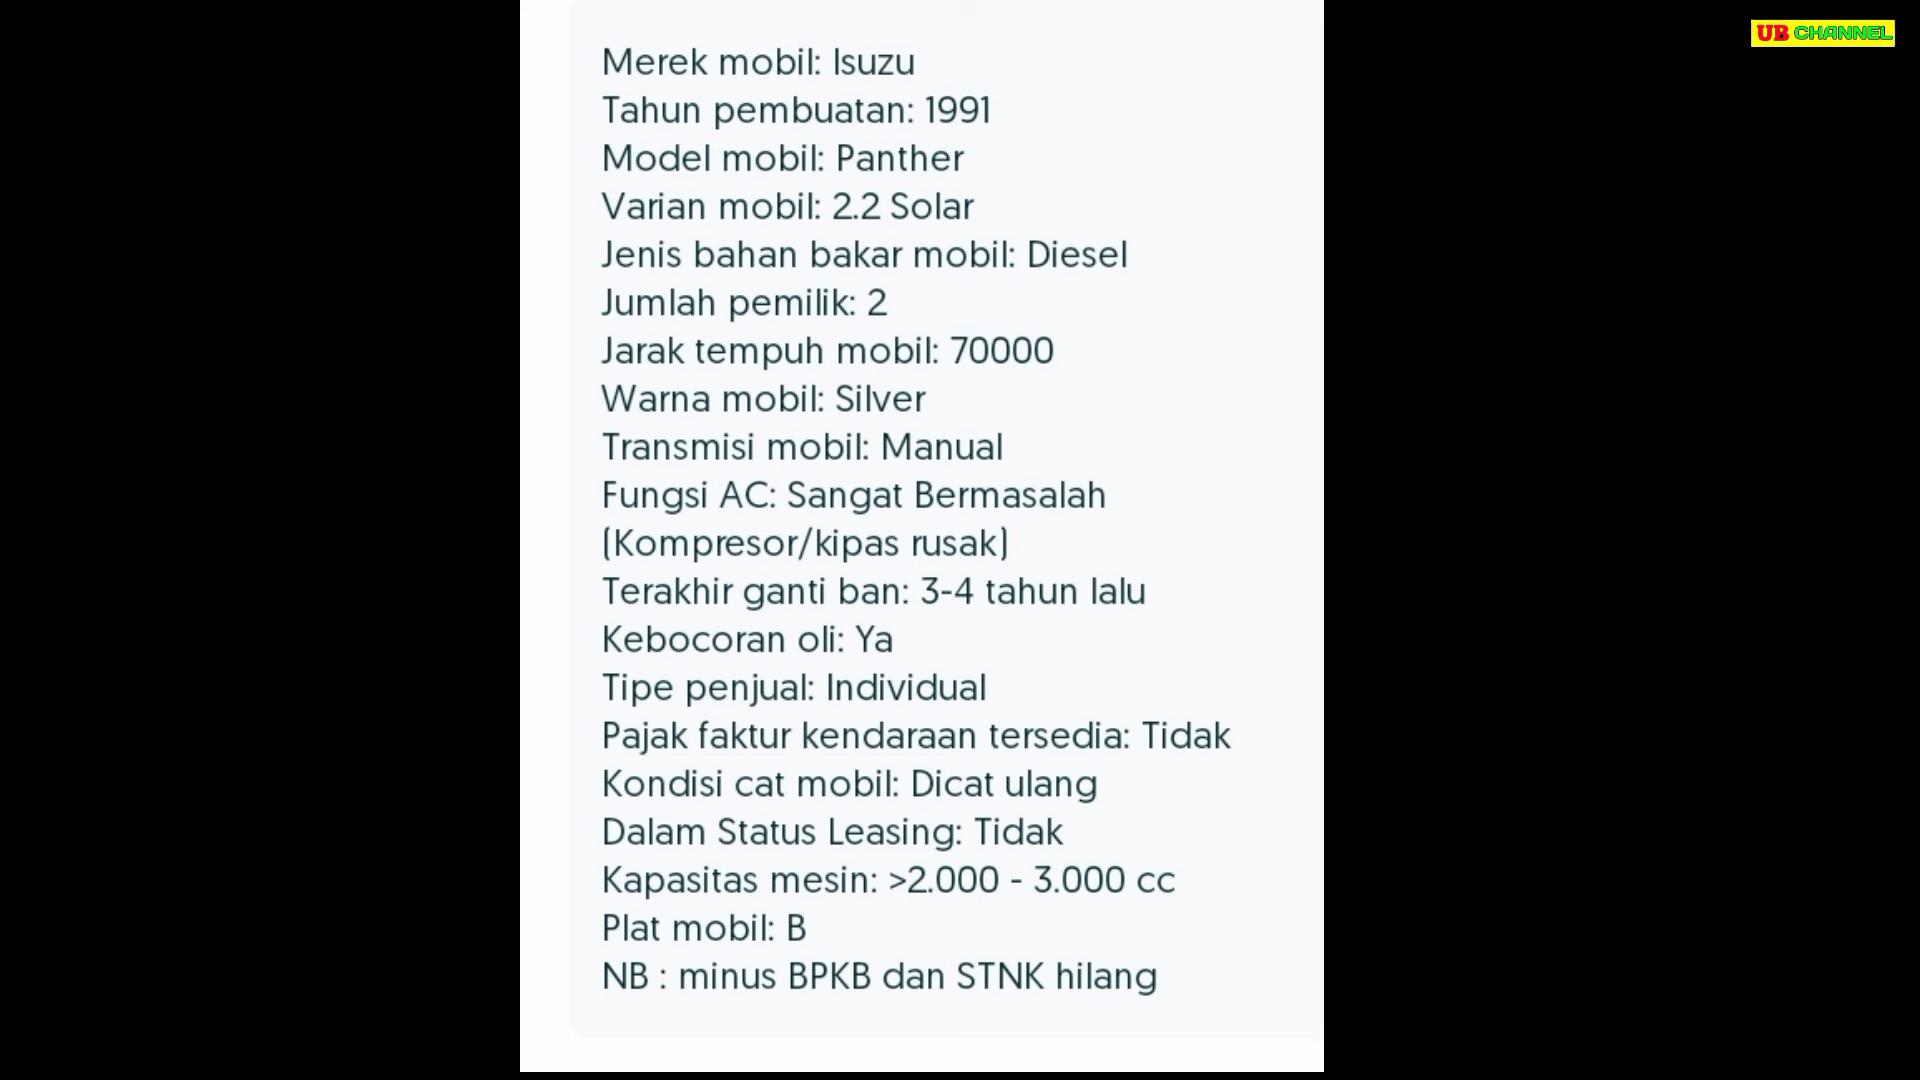 UB CHANNEL
Merek mobil: Isuzu
Tahun pembuatan: 1991
Model mobil: Panther
Varian mobil: 2.2 Solar
Jenis bahan bakar mobil: Diesel
Jumlah pemilik: 2
Jarak tempuh mobil: 70000
Warna mobil: Silver
Transmisi mobil: Manual
Fungsi AC: Sangat Bermasalah
(Kompresor/kipas rusak)
Terakhir ganti ban: 3-4 tahun lalu
Kebocoran oli: Ya
Tipe penjual: Individual
Pajak faktur kendaraan tersedia: Tidak
Kondisi cat mobil: Dicat ulang
Dalam Status Leasing: Tidak
Kapasitas mesin: >2.000 - 3.000 cc
Plat mobil: B
NB : minus BPKB dan STNK hilang